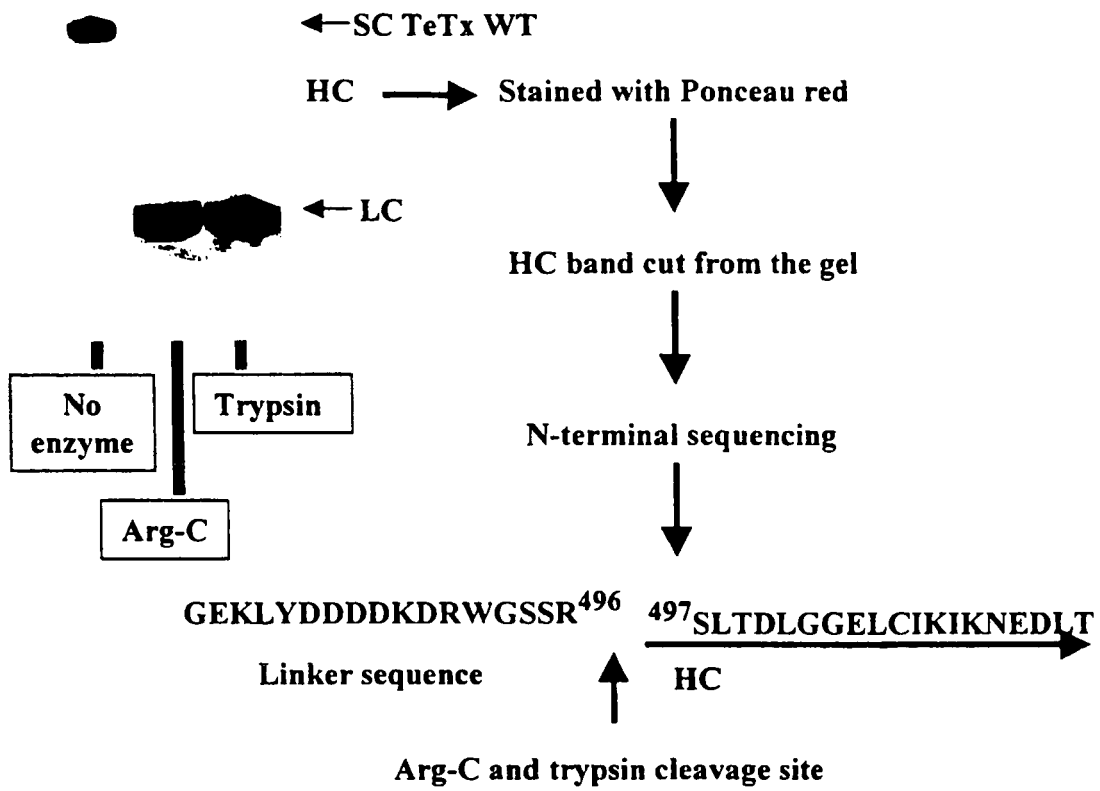 SC TeTx WT
HC Stained with Ponceau red
LC
HC band cut from the gel
No
enzyme
Trypsin
N-terminal sequencing
Arg-C
GEKLYDDDDKDRWGSSR496 497SLTDLGGELCIKIKNEDLT
Linker sequence
HC
Arg-C and trypsin cleavage site